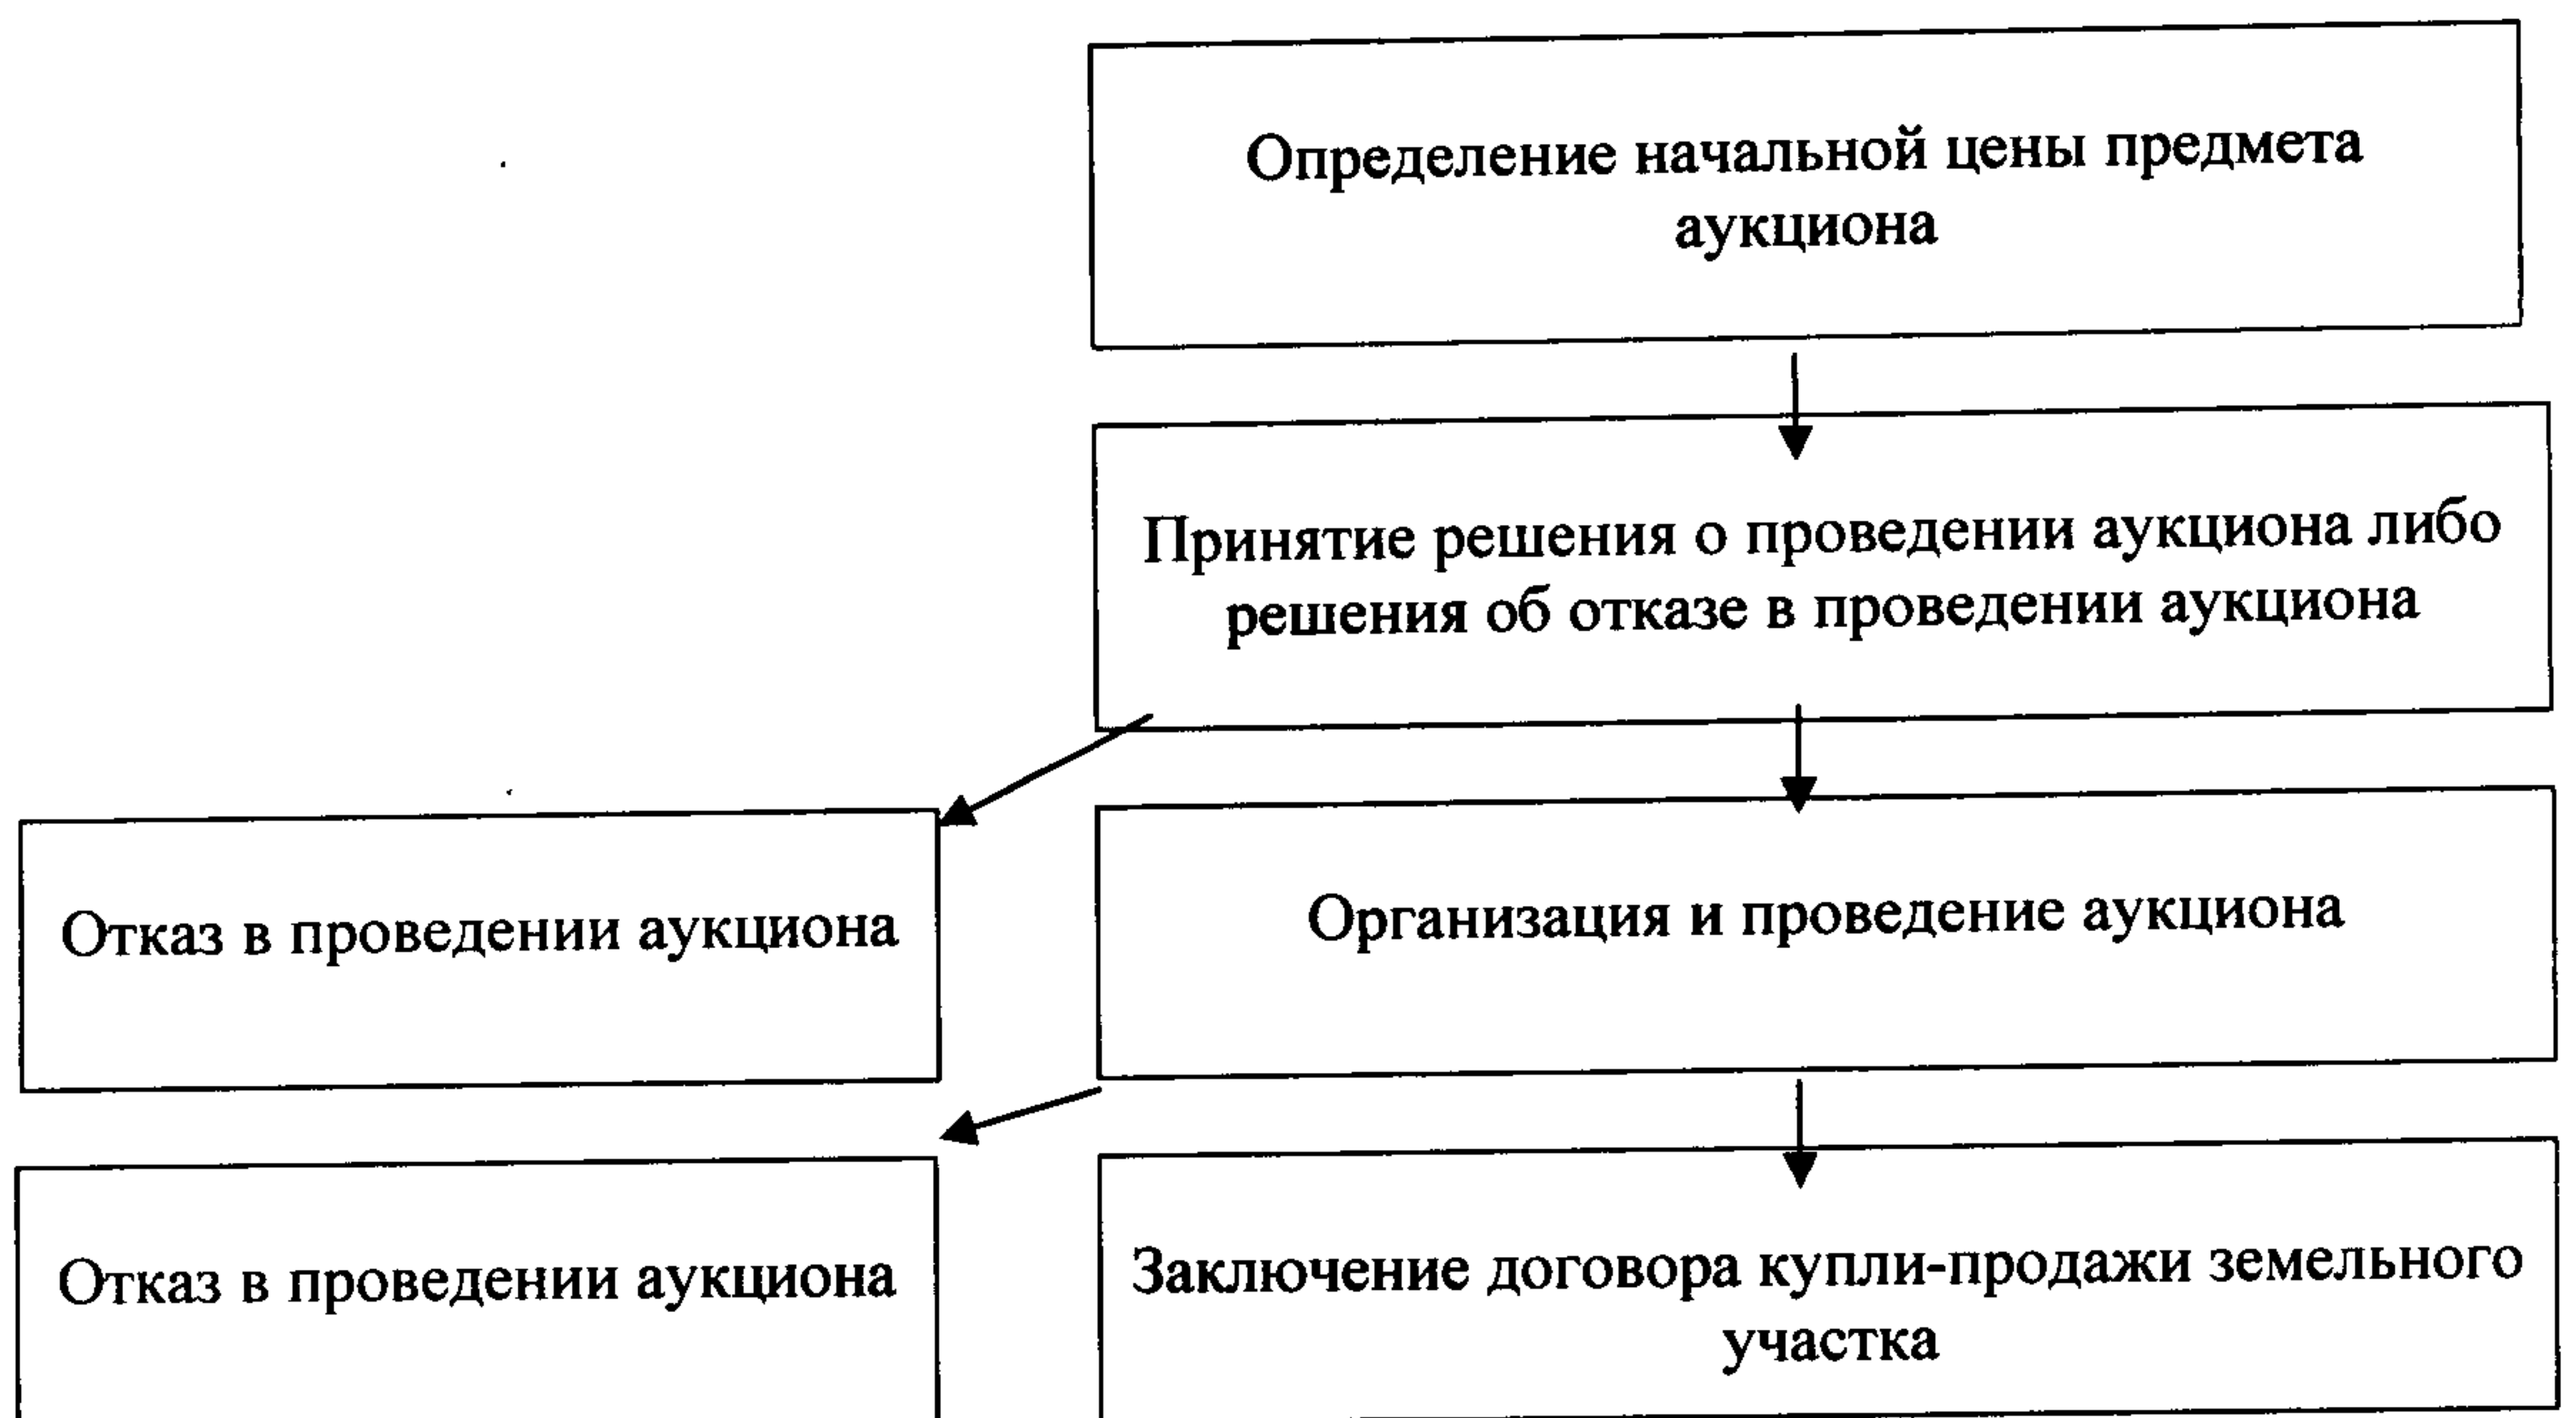 Определение начальной цены предмета
аукциона
Принятие решения о проведении аукциона либо
решения об отказе в проведении аукциона
Отказ в проведении аукциона
Организация и проведение аукциона
Отказ в проведении аукциона
Заключение договора купли-продажи земельного
участка